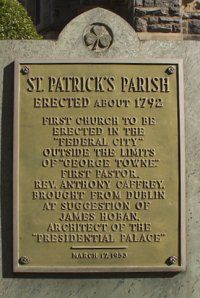 ST. PATRICK'S PARISH
ERECTED ABOUT 1792
FIRST CHURCH TO BE
ERECTED IN THE
"FEDERAL CITY"
OUTSIDE THE LIMITS
OF "GEORGE TOWNE"
FIRST PASTOR,
REV. ANTHONY CAFFREY,
BROUGHT FROM DUBLIN
AT SUGGESTION OF
JAMES HOBAN,
ARCHITECT OF THE
"PRESIDENTIAL PALACE"
MARCH 17, 1953